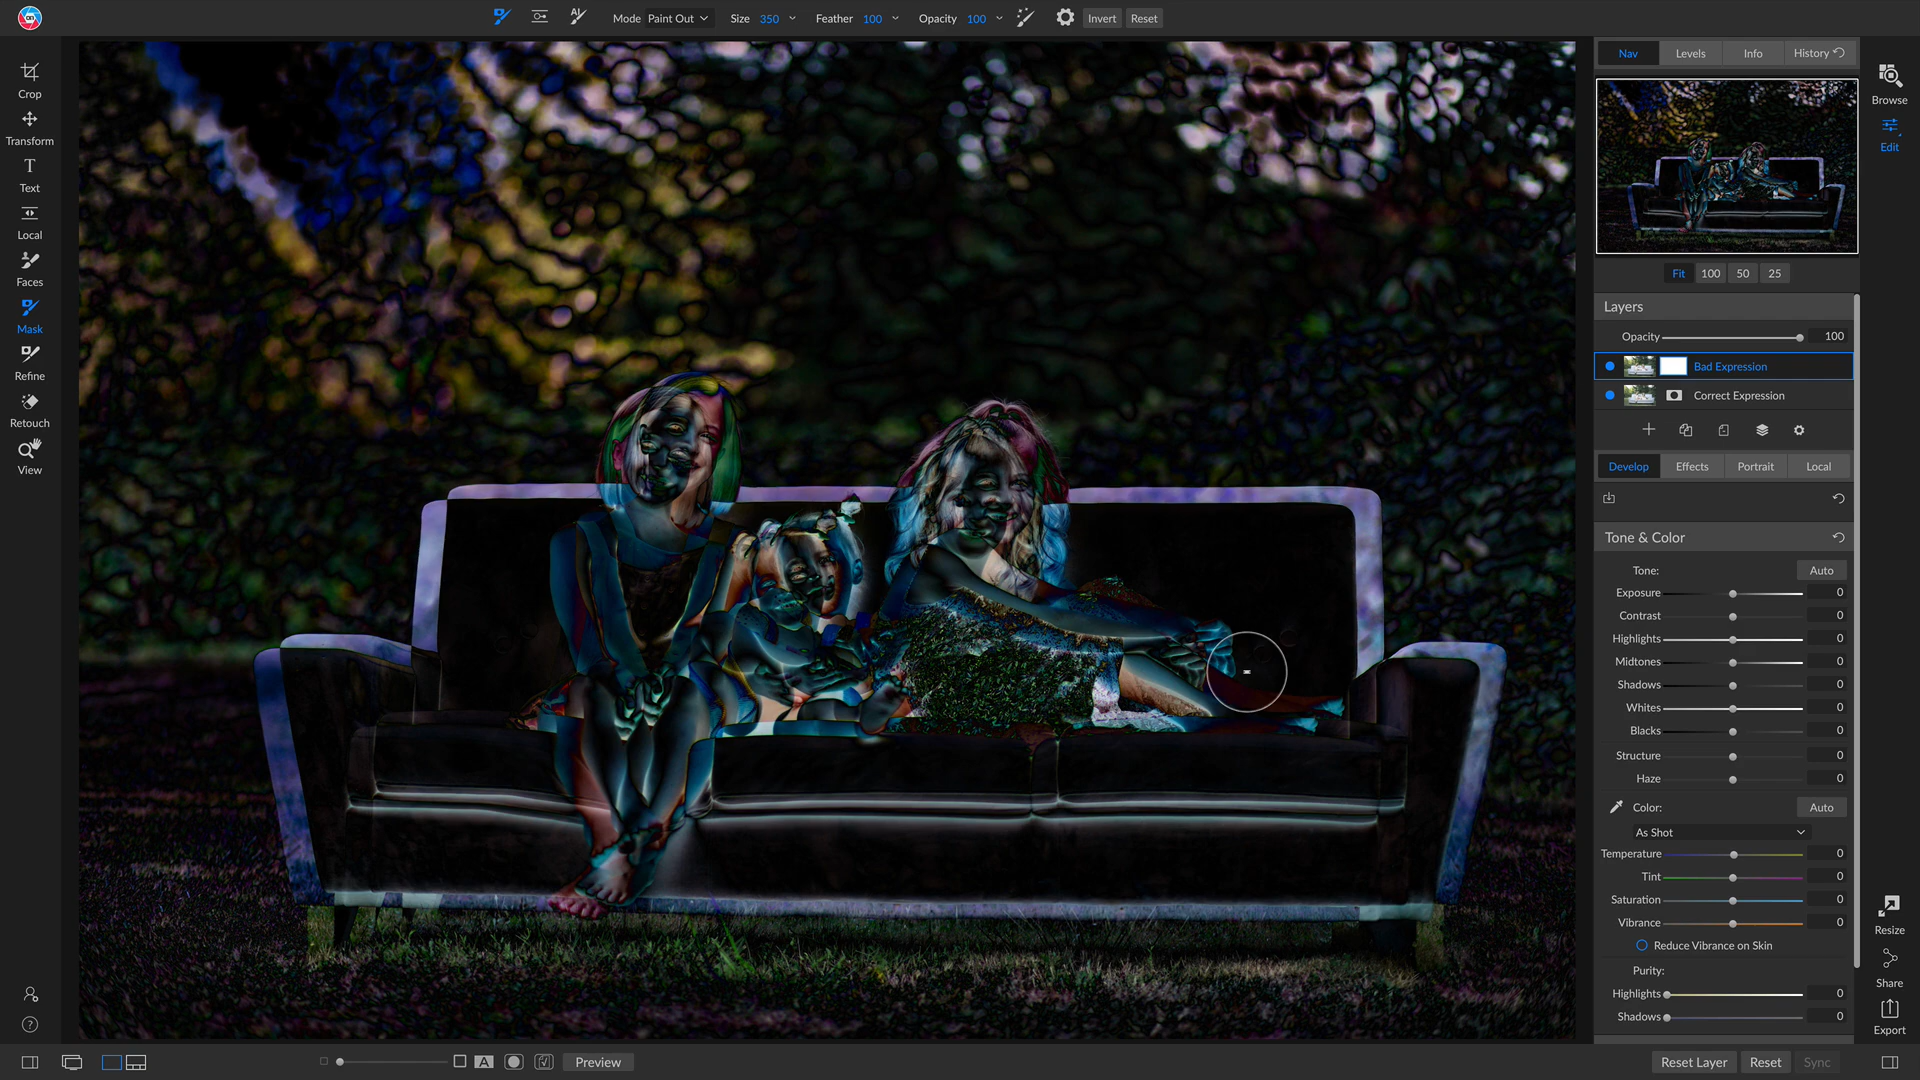 Mode Paint Out Size 350 Feather 100 Opacity 100 Invert Reset
Crop
Transform
T
Text
Local
Faces
Mask
Refine
Retouch
View
Nav Levels Info History
Browse
Edit
Fit 100 50 25
Layers
Opacity 100
Bad Expression
Correct Expression
Develop Effects Portrait Local
Tone & Color
Tone: Auto
Exposure 0
Contrast 0
Highlights 0
Midtones 0
Shadows 0
Whites 0
Blacks 0
Structure 0
Haze 0
Color: Auto
As Shot
Temperature 0
Tint 0
Saturation 0
Vibrance 0
Reduce Vibrance on Skin
Purity:
Highlights 0
Shadows 0
Resize
Share
Export
?
A Preview
Reset Layer Reset Sync